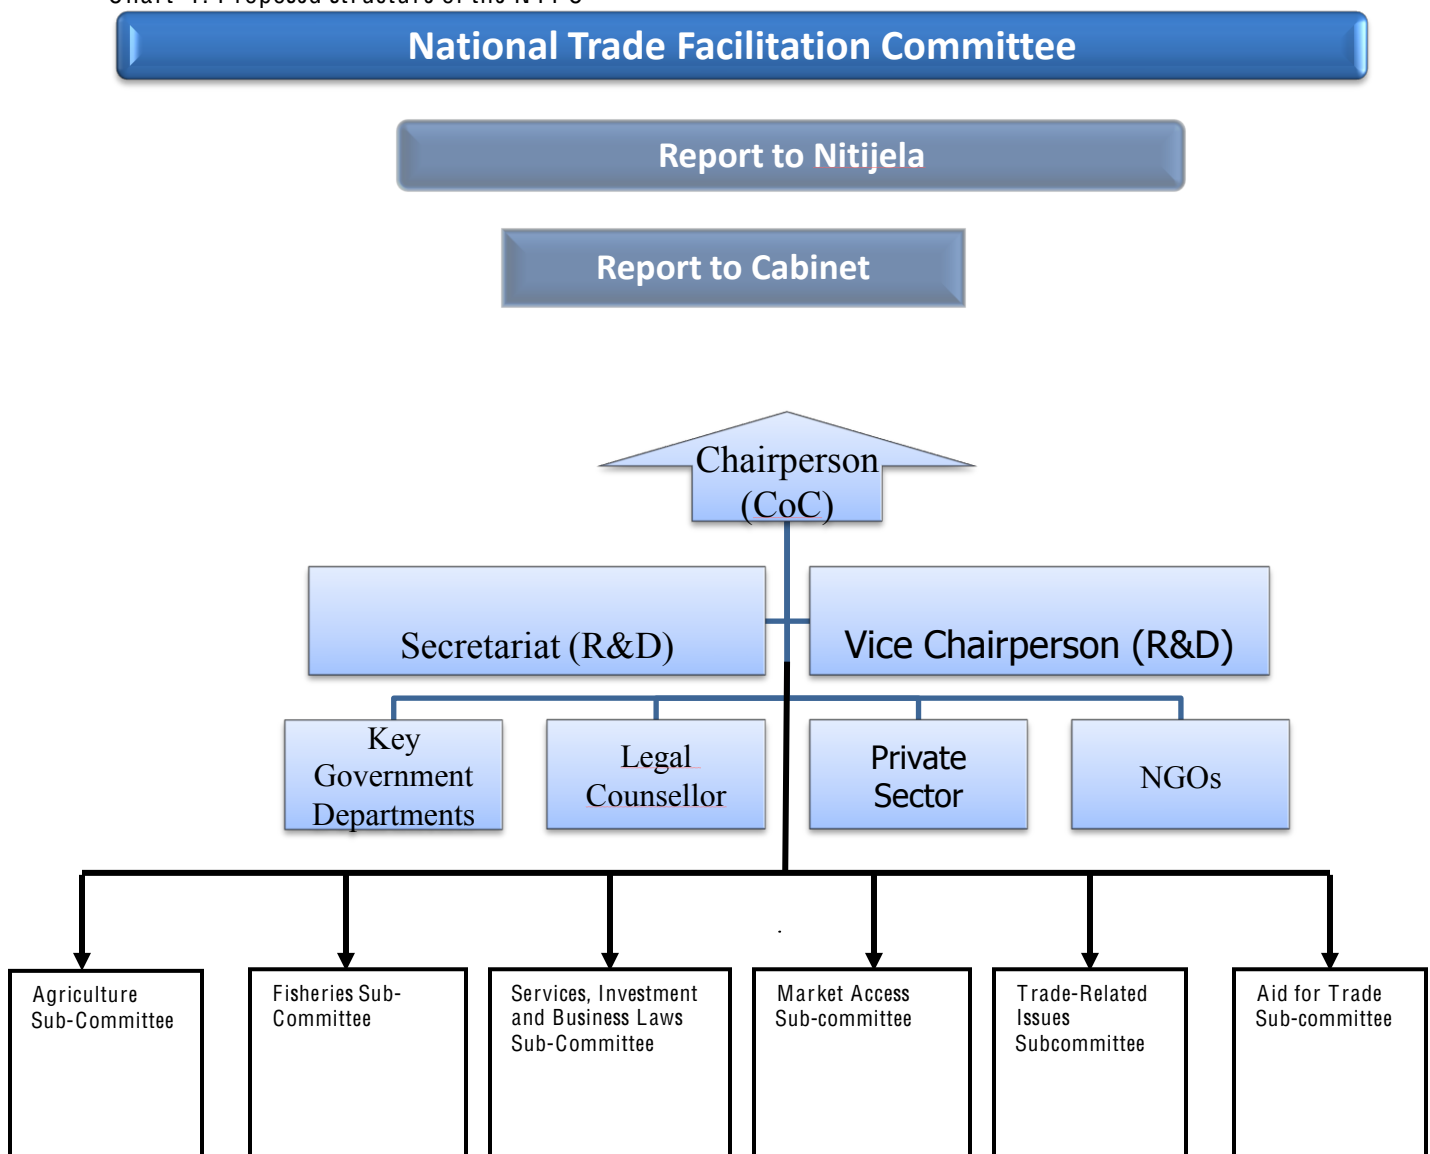 National Trade Facilitation Committee
Report to Nitijela
Report to Cabinet
Chairperson
(CoC)
Secretariat (R&D)
Vice Chairperson (R&D)
Key
Government
Departments
Legal
Counsellor
Private
Sector
NGOs
Agriculture
Sub-Committee
Fisheries Sub-
Committee
Services, Investment
and Business Laws
Sub-Committee
Market Access
Sub-committee
Trade-Related
Issues
Subcommittee
Aid for Trade
Sub-committee